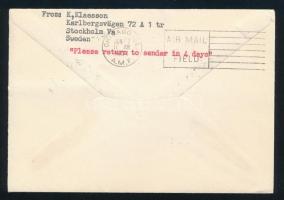 From: K,Klaesson
Karlbergsvägen 72 A 1 tr
Stockholm Va
Sweden
"Please return to sender in 4 days"
AIR MAIL
FIELD
A.M.F.